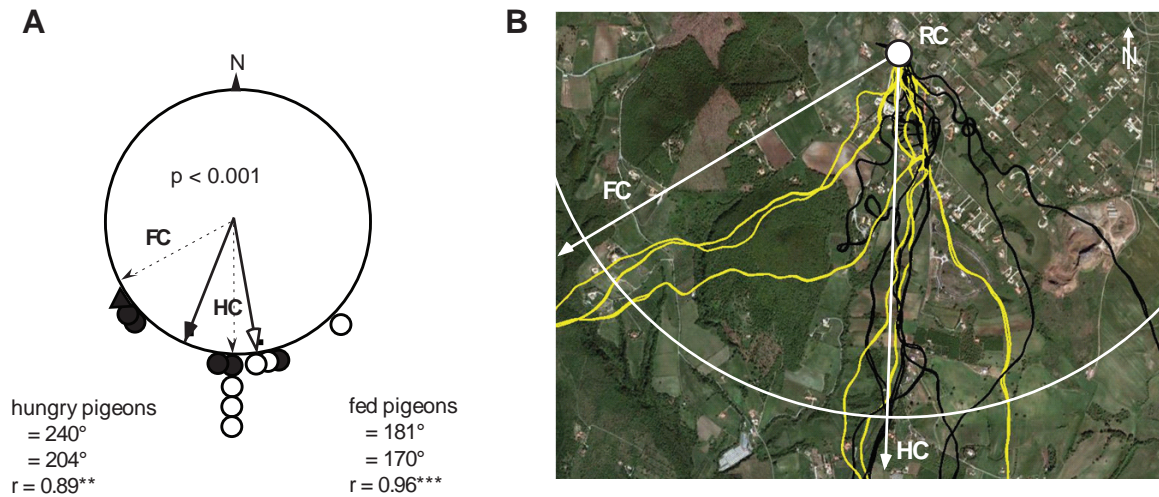 A
N
p < 0.001
FC
HC
hungry pigeons
= 240°
= 204°
r = 0.89**
fed pigeons
= 181°
= 170°
r = 0.96***
B
RC
N
FC
HC